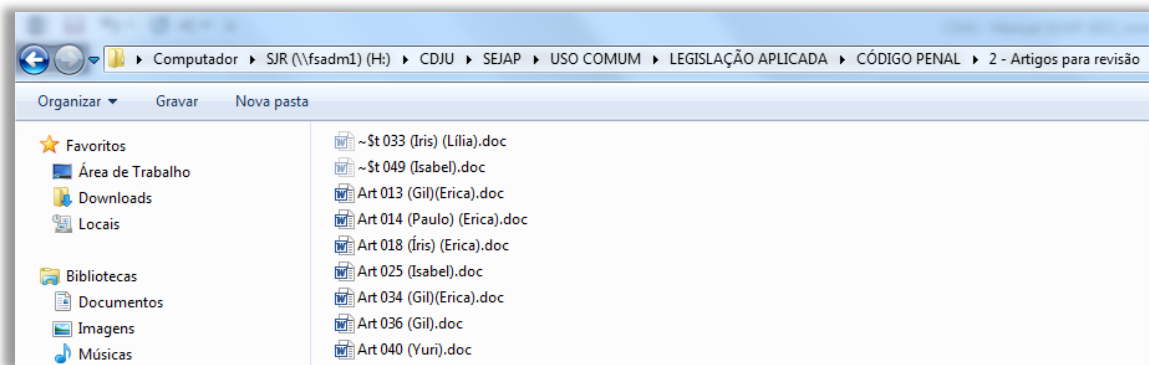 Computador SJR (\\fsadm1) (H:) CDJU SEJAP USO COMUM LEGISLAÇÃO APLICADA CÓDIGO PENAL 2 - Artigos para revisão
Organizar Gravar Nova pasta
Favoritos
Área de Trabalho
Downloads
Locais
Bibliotecas
Documentos
Imagens
Músicas
~$t 033 (Iris) (Lília).doc
~$t 049 (Isabel).doc
Art 013 (Gil)(Erica).doc
Art 014 (Paulo) (Erica).doc
Art 018 (Íris) (Erica).doc
Art 025 (Isabel).doc
Art 034 (Gil)(Erica).doc
Art 036 (Gil).doc
Art 040 (Yuri).doc